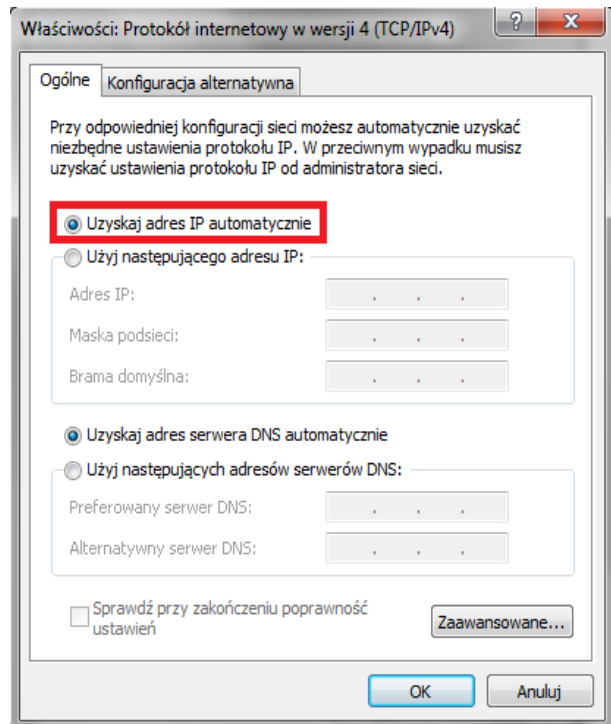 Właściwości: Protokół internetowy w wersji 4 (TCP/IPv4)
Ogólne
Konfiguracja alternatywna
Przy odpowiedniej konfiguracji sieci możesz automatycznie uzyskać
niezbędne ustawienia protokołu IP. W przeciwnym wypadku musisz
uzyskać ustawienia protokołu IP od administratora sieci.
Uzyskaj adres IP automatycznie
Użyj następującego adresu IP:
Adres IP:
Maska podsieci:
Brama domyślna:
Uzyskaj adres serwera DNS automatycznie
Użyj następujących adresów serwerów DNS:
Preferowany serwer DNS:
Alternatywny serwer DNS:
Sprawdź przy zakończeniu poprawność
ustawień
Zaawansowane...
OK
Anuluj